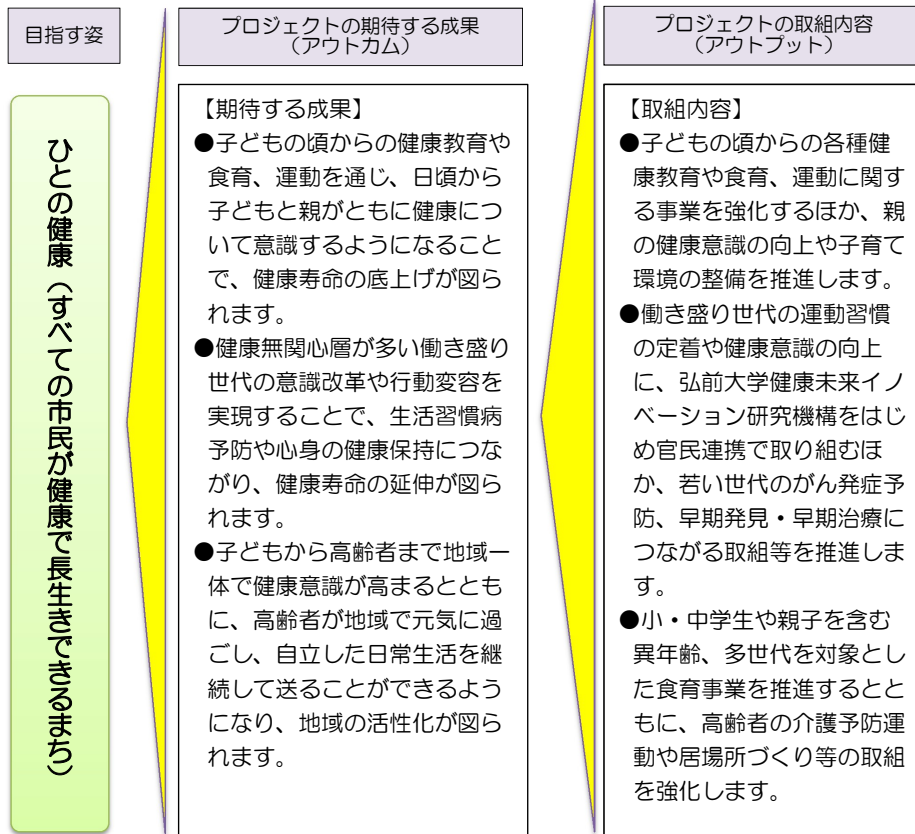 目指す姿
ひとの健康（すべての市民が健康で長生きできるまち）
プロジェクトの期待する成果
（アウトカム）
【期待する成果】
●子どもの頃からの健康教育や
食育、運動を通じ、日頃から
子どもと親がともに健康につ
いて意識するようになること
で、健康寿命の底上げが図ら
れます。
●健康無関心層が多い働き盛り
世代の意識改革や行動変容を
実現することで、生活習慣病
予防や心身の健康保持につな
がり、健康寿命の延伸が図ら
れます。
●子どもから高齢者まで地域一
体で健康意識が高まるととも
に、高齢者が地域で元気に過
ごし、自立した日常生活を継
続して送ることができるよう
になり、地域の活性化が図ら
れます。
プロジェクトの取組内容
（アウトプット）
【取組内容】
●子どもの頃からの各種健
康教育や食育、運動に関す
る事業を強化するほか、親
の健康意識の向上や子育て
環境の整備を推進します。
●働き盛り世代の運動習慣
の定着や健康意識の向上
に、弘前大学健康未来イノ
ベーション研究機構をはじ
め官民連携で取り組むほ
か、若い世代のがん発症予
防、早期発見・早期治療に
つながる取組等を推進しま
す。
●小・中学生や親子を含む
異年齢、多世代を対象とし
た食育事業を推進するとと
もに、高齢者の介護予防運
動や居場所づくり等の取組
を強化します。